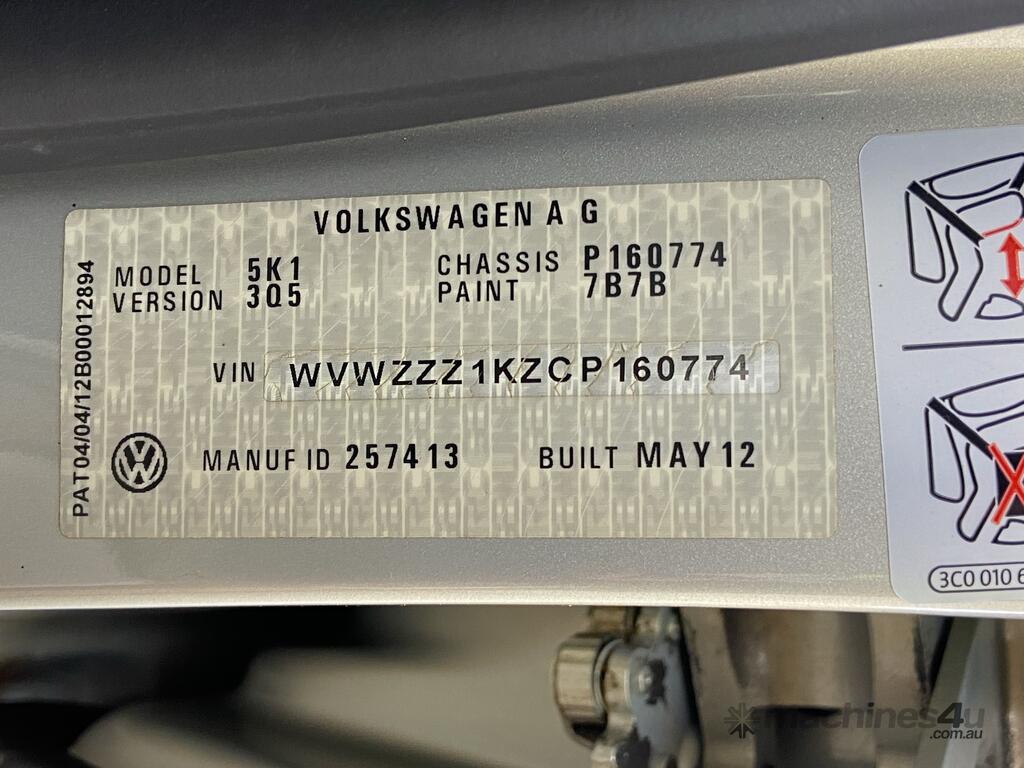 VOLKSWAGEN A G
MODEL 5K1 CHASSIS P160774
VERSION 3Q5 PAINT 7B7B
VIN WVWZZZ1KZCP160774
MANUF ID 257413 BUILT MAY 12
PAT04/04/12B00012894
3C0 010 6
machines4u
.com.au